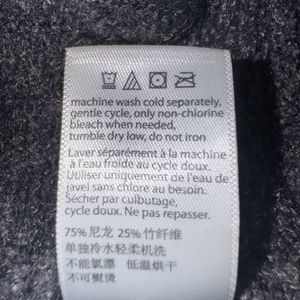 machine wash cold separately,
gentle cycle, only non-chlorine
bleach when needed,
tumble dry low, do not iron
Laver séparément à la machine
à l'eau froide au cycle doux.
Utiliser uniquement de l'eau de
javel sans chlore au besoin.
Sécher par culbutage,
cycle doux. Ne pas repasser.
75% 尼龙 25% 竹纤维
单独冷水轻柔机洗
不能氯漂 低温烘干
不可熨烫